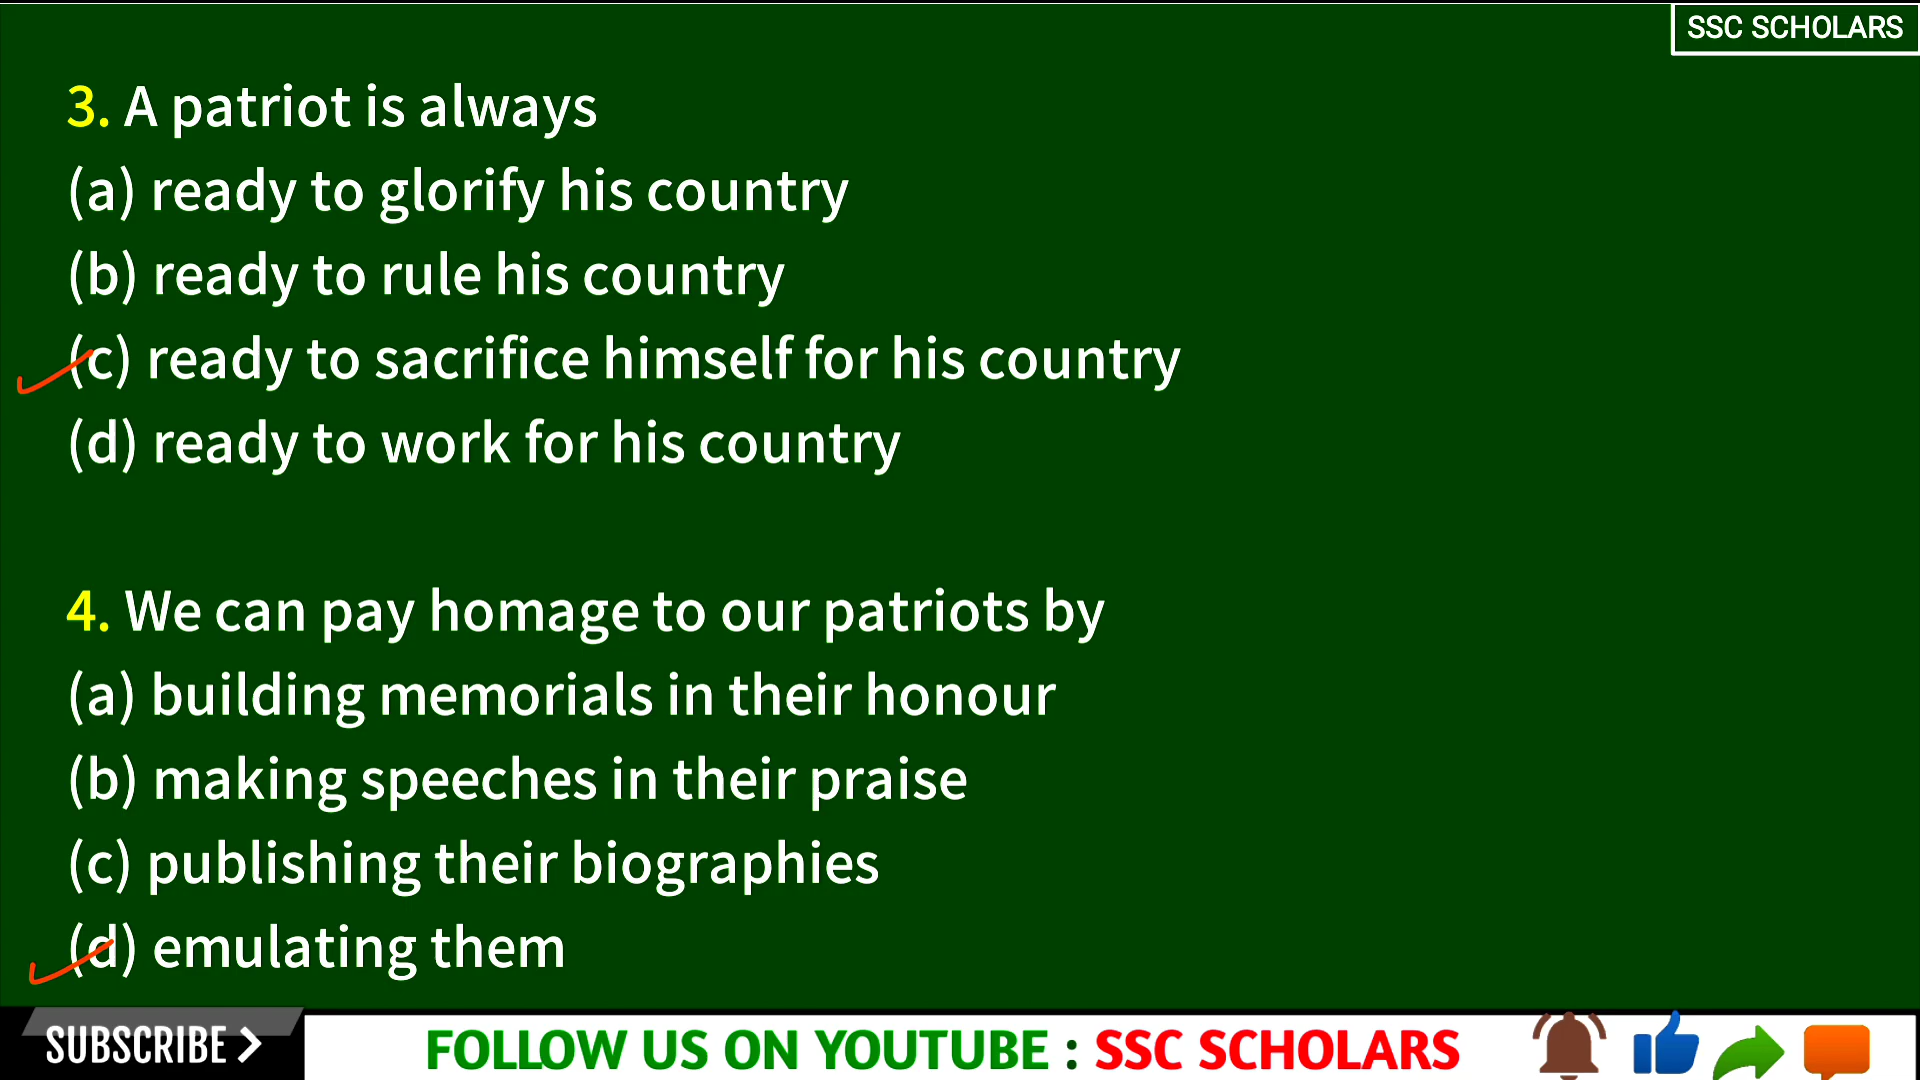 SSC SCHOLARS
3. A patriot is always
(a) ready to glorify his country
(b) ready to rule his country
(c) ready to sacrifice himself for his country
(d) ready to work for his country
4. We can pay homage to our patriots by
(a) building memorials in their honour
(b) making speeches in their praise
(c) publishing their biographies
(d) emulating them
SUBSCRIBE
FOLLOW US ON YOUTUBE : SSC SCHOLARS